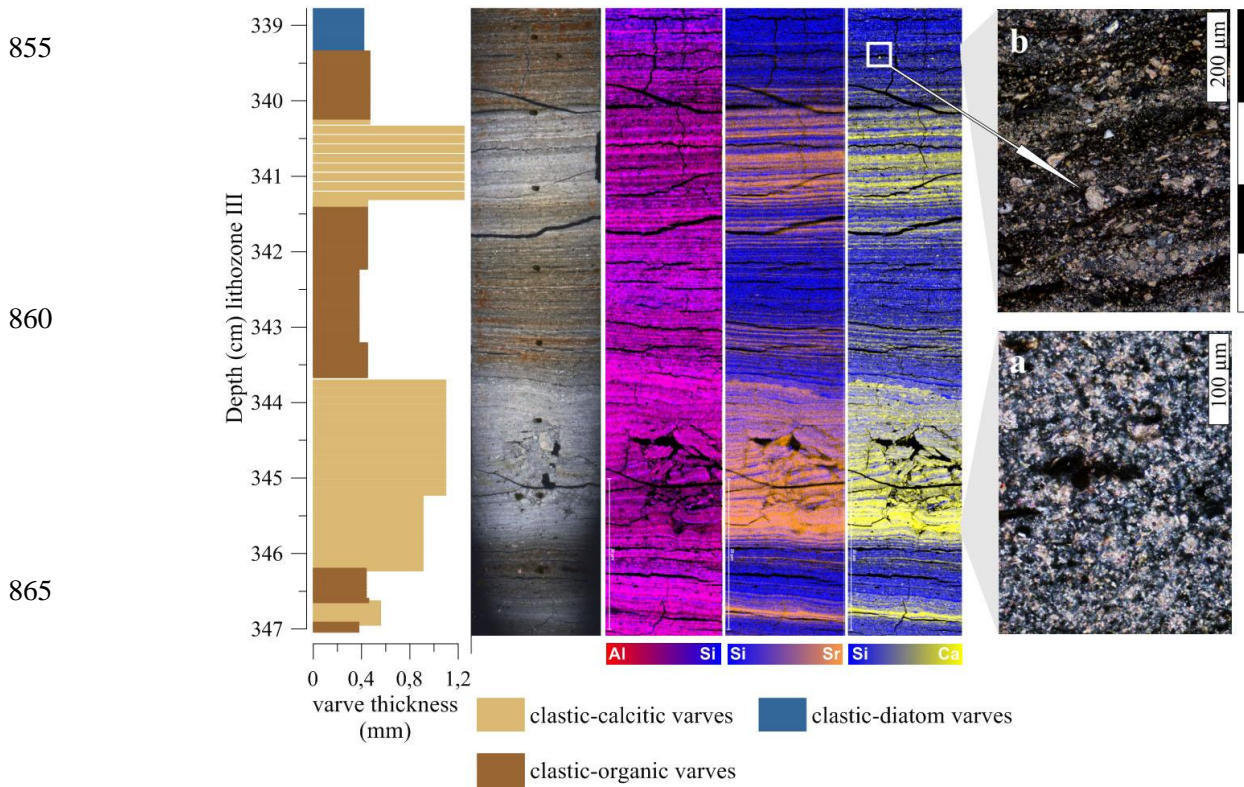 855
860
865
Depth (cm) lithozone III
339
340
341
342
343
344
345
346
347
0 0,4 0,8 1,2
varve thickness
(mm)
Al Si
Si Sr
Si Ca
b
200 µm
a
100 µm
clastic-calcitic varves
clastic-diatom varves
clastic-organic varves